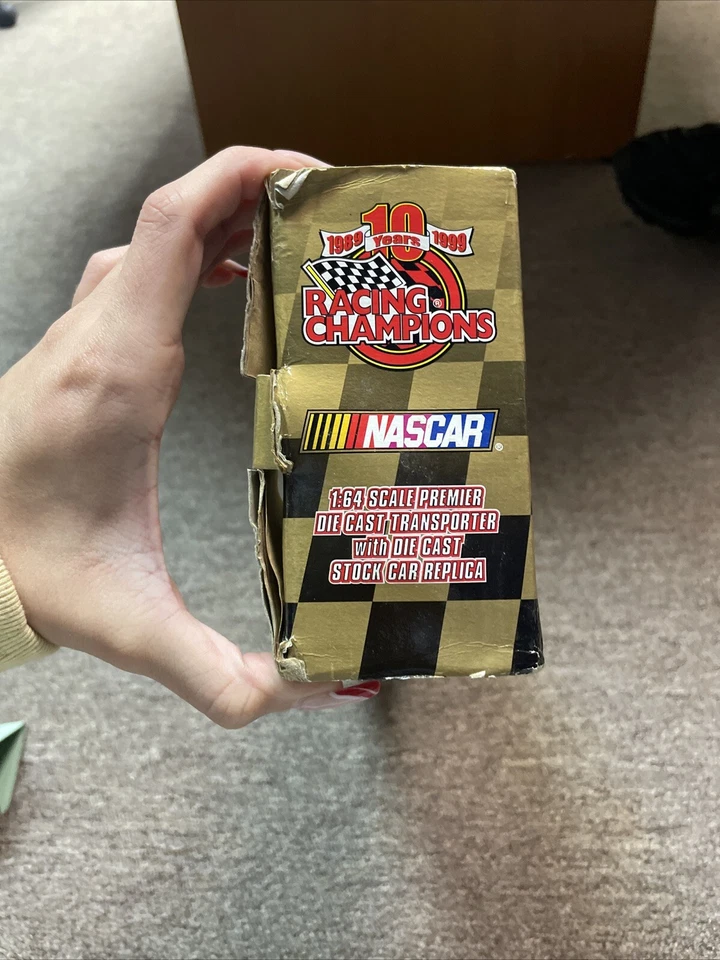 10
1989 Years 1999
RACING®
CHAMPIONS
NASCAR®
1:64 SCALE PREMIER
DIE CAST TRANSPORTER
with DIE CAST
STOCK CAR REPLICA